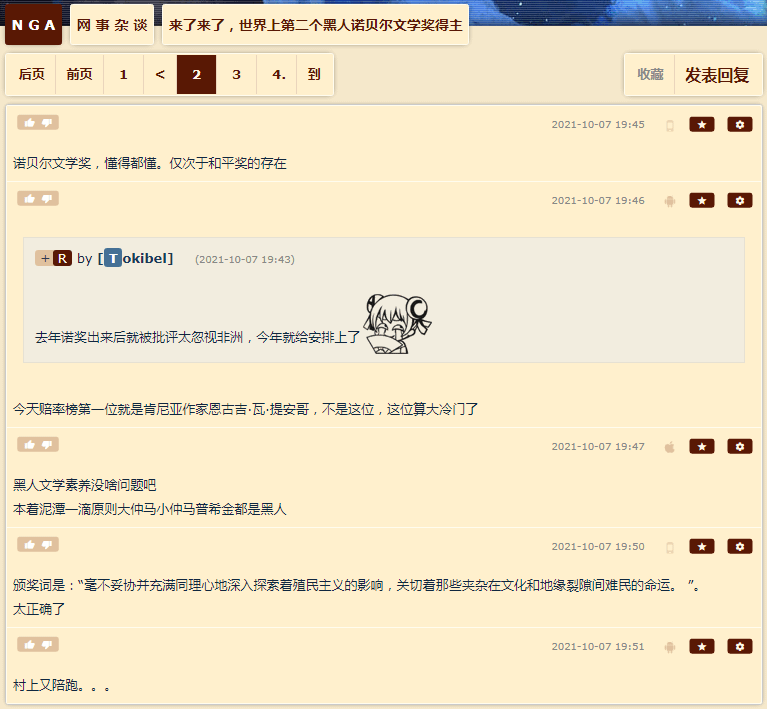 NGA 网事杂谈 来了来了，世界上第二个黑人诺贝尔文学奖得主
后页 前页 1 < 2 3 4. 到 收藏 发表回复
2021-10-07 19:45
诺贝尔文学奖，懂得都懂。仅次于和平奖的存在
2021-10-07 19:46
+ R by [Tokibel] (2021-10-07 19:43)
去年诺奖出来后就被批评太忽视非洲，今年就给安排上了
今天赔率榜第一位就是肯尼亚作家恩古吉·瓦·提安哥，不是这位，这位算大冷门了
2021-10-07 19:47
黑人文学素养没啥问题吧
本着泥潭一滴原则大仲马小仲马普希金都是黑人
2021-10-07 19:50
颁奖词是：“毫不妥协并充满同理心地深入探索着殖民主义的影响，关切着那些夹杂在文化和地缘裂隙间难民的命运。 ”。
太正确了
2021-10-07 19:51
村上又陪跑。。。